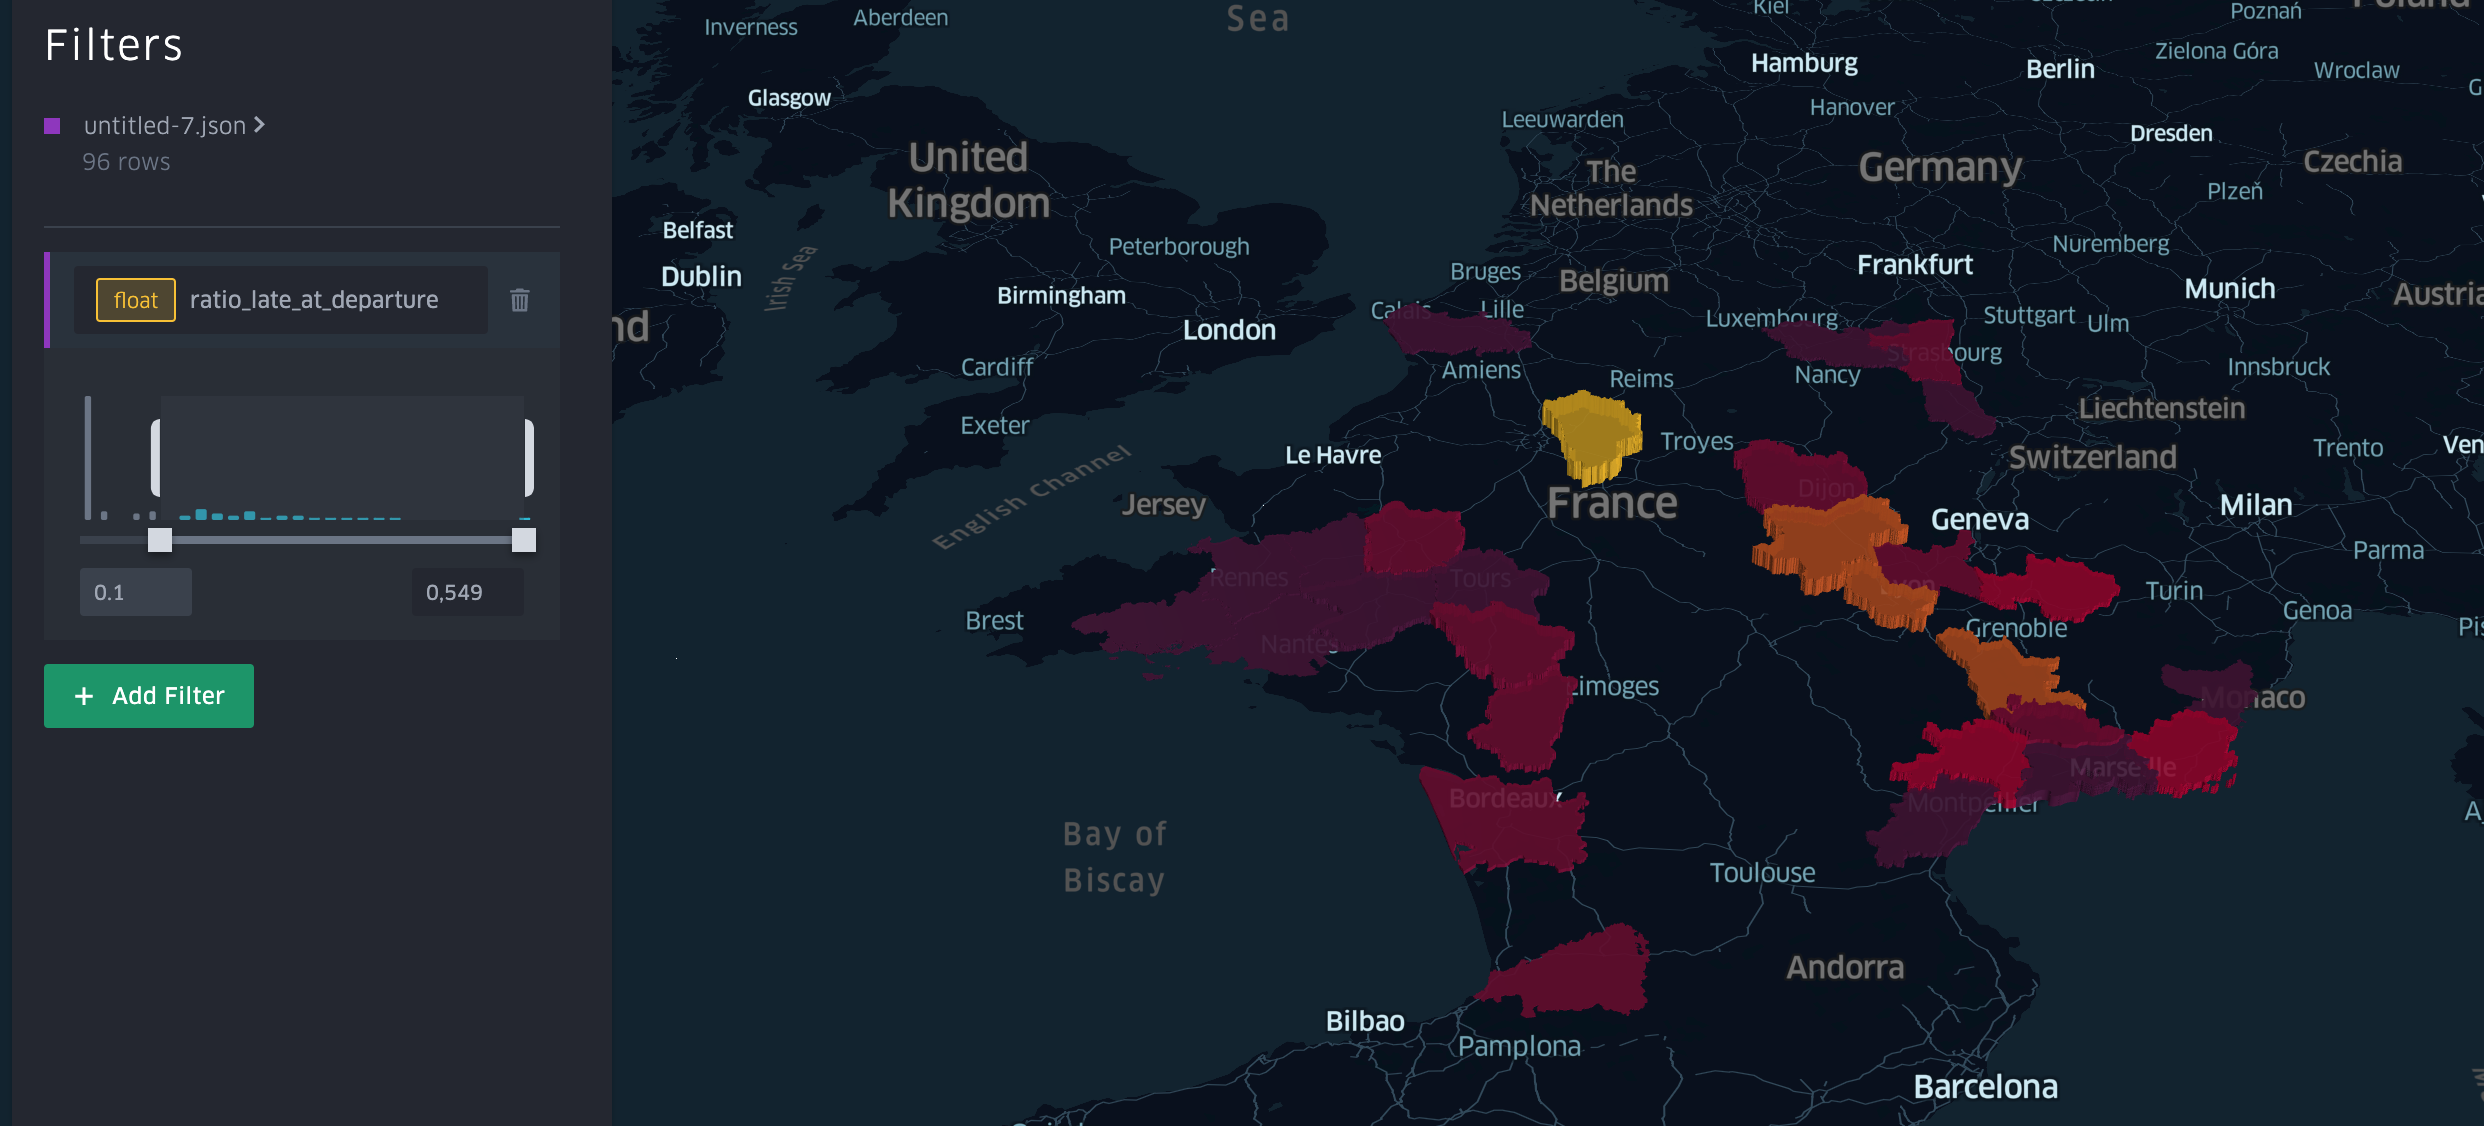 Filters
untitled-7.json
96 rows
float ratio_late_at_departure
0.1
0,549
+ Add Filter
Sea
Kiel
Poznań
Inverness
Aberdeen
Zielona Góra
Hamburg
Berlin
Wroclaw
Glasgow
Hanover
Leeuwarden
Dresden
United
Kingdom
The
Netherlands
Germany
Czechia
Plzeň
Belfast
Peterborough
Nuremberg
Dublin
Irish Sea
Bruges
Belgium
Frankfurt
Birmingham
Munich
Austria
Calais
Lille
Luxembourg
Stuttgart
Ulm
London
nd
Strasbourg
Cardiff
Amiens
Reims
Nancy
Innsbruck
Liechtenstein
Exeter
Troyes
Trento
Ven
Le Havre
Switzerland
English Channel
Jersey
France
Dijon
Milan
Geneva
Parma
Rennes
Tours
Turin
Genoa
Brest
Grenoble
Pis
Nantes
Limoges
Monaco
Marseille
Bordeaux
Montpellier
Bay of
Biscay
Toulouse
Andorra
Bilbao
Pamplona
Barcelona